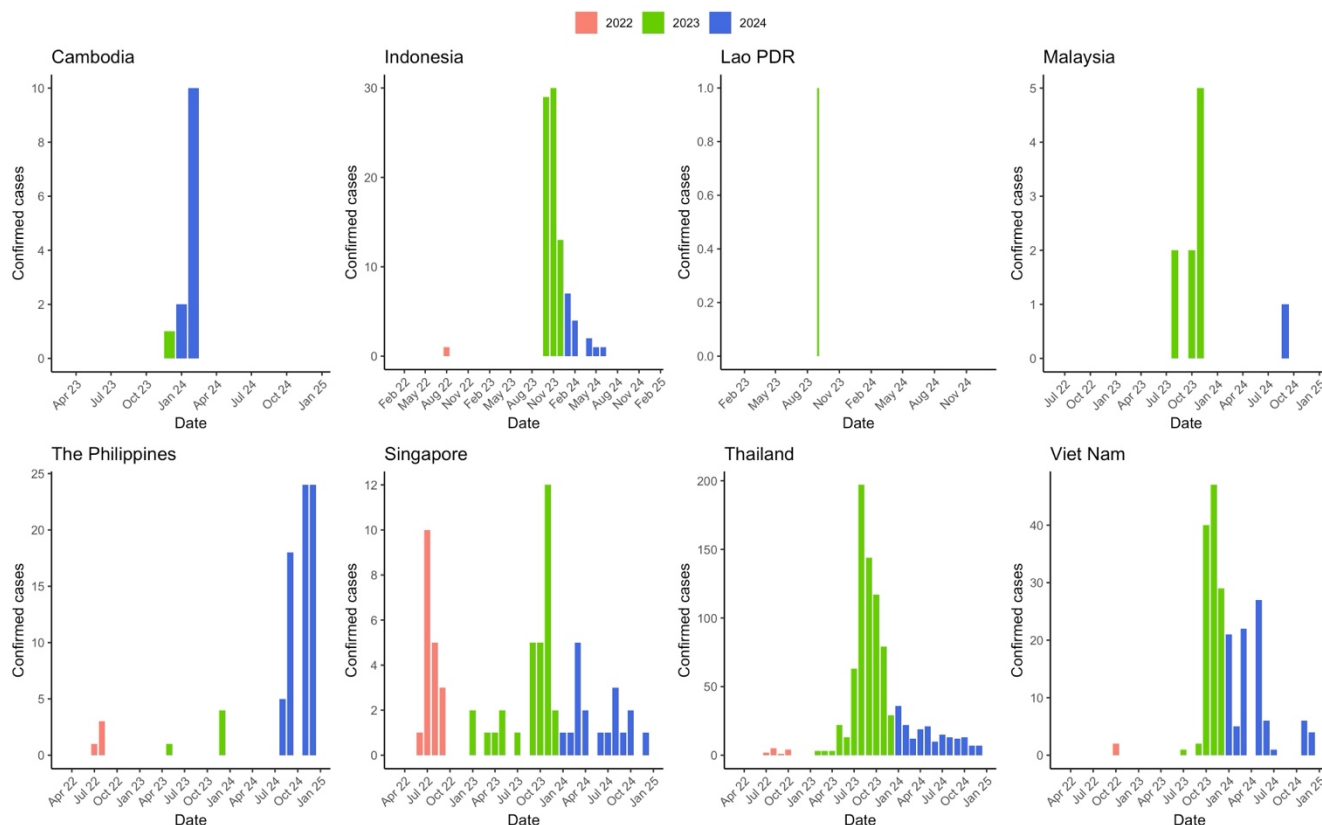 2022 2023 2024
Cambodia
Confirmed cases
10
8
6
4
2
0
Apr 23 Jul 23 Oct 23 Jan 24 Apr 24 Jul 24 Oct 24 Jan 25
Date
Indonesia
Confirmed cases
30
20
10
0
Feb 22 May 22 Aug 22 Nov 22 Feb 23 May 23 Aug 23 Nov 23 Feb 24 May 24 Aug 24 Nov 24 Feb 25
Date
Lao PDR
Confirmed cases
1.0
0.8
0.6
0.4
0.2
0.0
Feb 23 May 23 Aug 23 Nov 23 Feb 24 May 24 Aug 24 Nov 24
Date
Malaysia
Confirmed cases
5
4
3
2
1
0
Jul 22 Oct 22 Jan 23 Apr 23 Jul 23 Oct 23 Jan 24 Apr 24 Jul 24 Oct 24 Jan 25
Date
The Philippines
Confirmed cases
25
20
15
10
5
0
Apr 22 Jul 22 Oct 22 Jan 23 Apr 23 Jul 23 Oct 23 Jan 24 Apr 24 Jul 24 Oct 24 Jan 25
Date
Singapore
Confirmed cases
12
10
8
6
4
2
0
Apr 22 Jul 22 Oct 22 Jan 23 Apr 23 Jul 23 Oct 23 Jan 24 Apr 24 Jul 24 Oct 24 Jan 25
Date
Thailand
Confirmed cases
200
150
100
50
0
Apr 22 Jul 22 Oct 22 Jan 23 Apr 23 Jul 23 Oct 23 Jan 24 Apr 24 Jul 24 Oct 24 Jan 25
Date
Viet Nam
Confirmed cases
40
30
20
10
0
Apr 22 Jul 22 Oct 22 Jan 23 Apr 23 Jul 23 Oct 23 Jan 24 Apr 24 Jul 24 Oct 24 Jan 25
Date